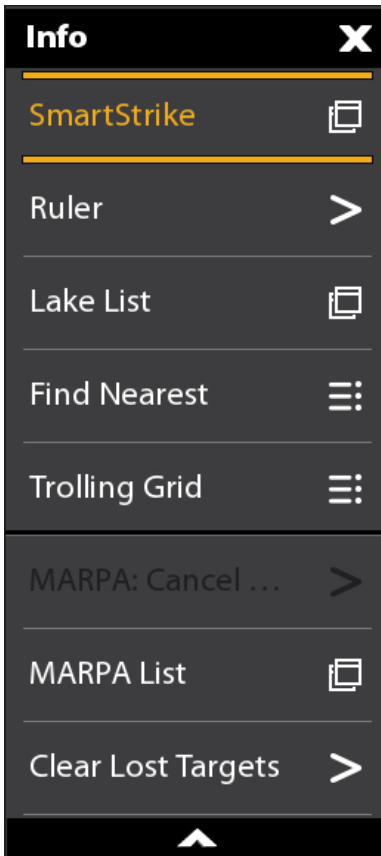 Info
SmartStrike
Ruler
Lake List
Find Nearest
Trolling Grid
MARPA: Cancel ...
MARPA List
Clear Lost Targets